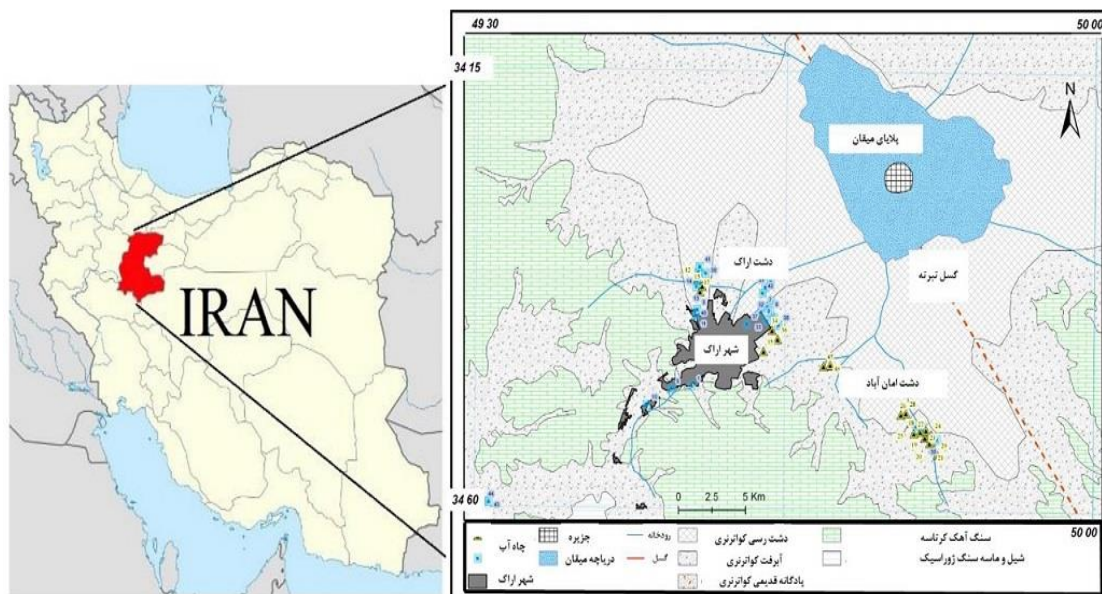 IRAN
49 30
50 00
34 15
N
پلایای میقان
دشت اراک
گسل تبرته
شهر اراک
دشت امان آباد
34 60
0 2.5 5 Km
50 00
چاه آب
شهر اراک
جزیره
دریاچه میقان
رودخانه
گسل
دشت رسی کواترنری
آبرفت کواترنری
پادگانه قدیمی کواترنری
سنگ آهک کرتاسه
شیل و ماسه سنگ ژوراسیک